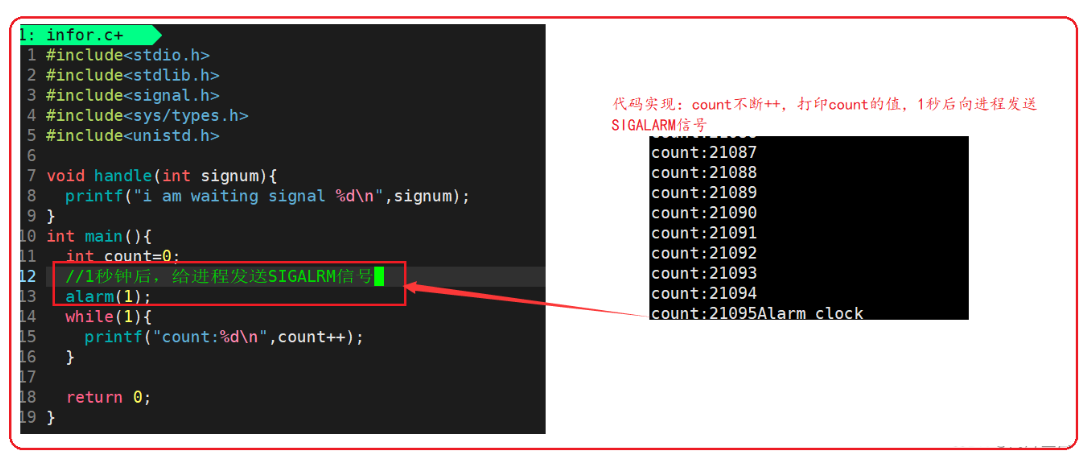 1: infor.c+
1 #include<stdio.h>
2 #include<stdlib.h>
3 #include<signal.h>
4 #include<sys/types.h>
5 #include<unistd.h>
6
7 void handle(int signum){
8   printf("i am waiting signal %d\n",signum);
9 }
10 int main(){
11   int count=0;
12   //1秒钟后，给进程发送SIGALRM信号
13   alarm(1);
14   while(1){
15     printf("count:%d\n",count++);
16   }
17
18   return 0;
19 }
代码实现：count不断++，打印count的值，1秒后向进程发送
SIGALARM信号
count:21087
count:21088
count:21089
count:21090
count:21091
count:21092
count:21093
count:21094
count:21095Alarm clock